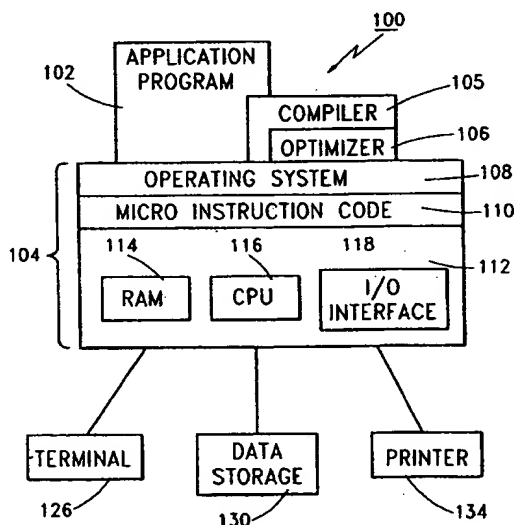 100
APPLICATION
PROGRAM
102
105
COMPILER
106
OPTIMIZER
OPERATING SYSTEM
108
MICRO INSTRUCTION CODE
110
104
114
116
118
112
RAM
CPU
I/O
INTERFACE
TERMINAL
DATA
STORAGE
PRINTER
126
130
134